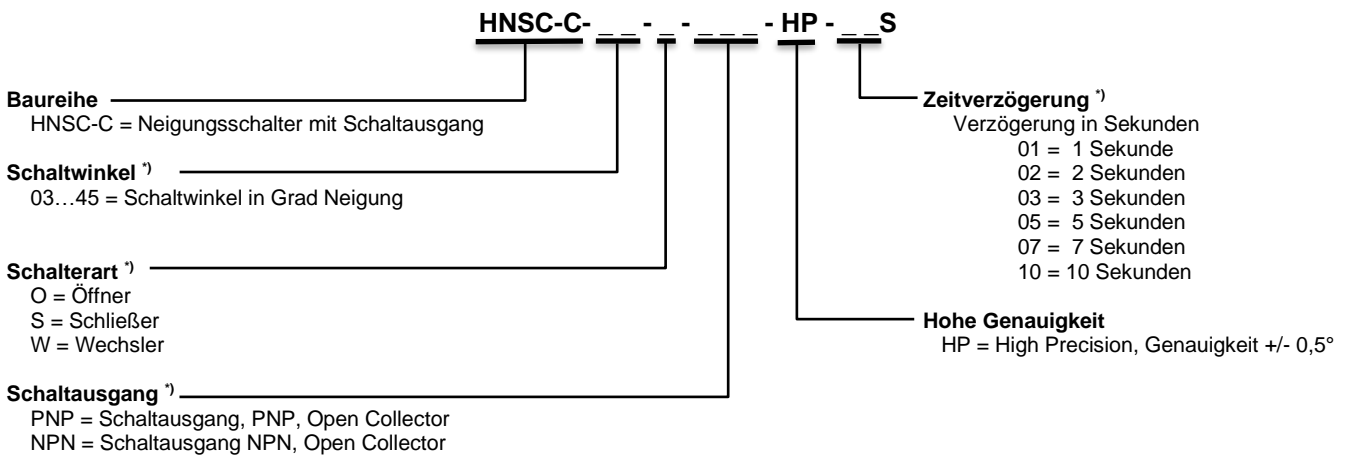 HNSC-C- _ _ - _ - _ _ _ - HP - _ _S
Baureihe
HNSC-C = Neigungsschalter mit Schaltausgang
Schaltwinkel *)
03…45 = Schaltwinkel in Grad Neigung
Schalterart *)
O = Öffner
S = Schließer
W = Wechsler
Schaltausgang *)
PNP = Schaltausgang, PNP, Open Collector
NPN = Schaltausgang NPN, Open Collector
Zeitverzögerung *)
Verzögerung in Sekunden
01 = 1 Sekunde
02 = 2 Sekunden
03 = 3 Sekunden
05 = 5 Sekunden
07 = 7 Sekunden
10 = 10 Sekunden
Hohe Genauigkeit
HP = High Precision, Genauigkeit +/- 0,5°